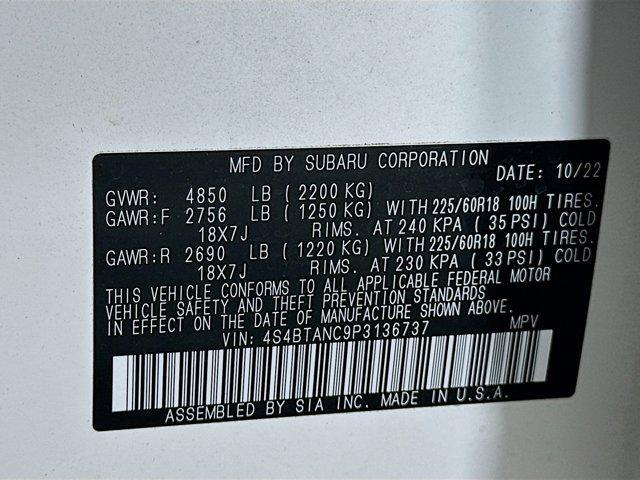 MFD BY SUBARU CORPORATION DATE: 10/22
GVWR: 4850 LB (2200 KG)
GAWR:F 2756 LB (1250 KG) WITH 225/60R18 100H TIRES.
18X7J RIMS. AT 240 KPA (35 PSI) COLD
GAWR:R 2690 LB (1220 KG) WITH 225/60R18 100H TIRES.
18X7J RIMS. AT 230 KPA (33 PSI) COLD
THIS VEHICLE CONFORMS TO ALL APPLICABLE FEDERAL MOTOR
VEHICLE SAFETY AND THEFT PREVENTION STANDARDS
IN EFFECT ON THE DATE OF MANUFACTURE SHOWN ABOVE.
VIN: 4S4BTANC9P3136737 MPV
ASSEMBLED BY SIA INC. MADE IN U.S.A.